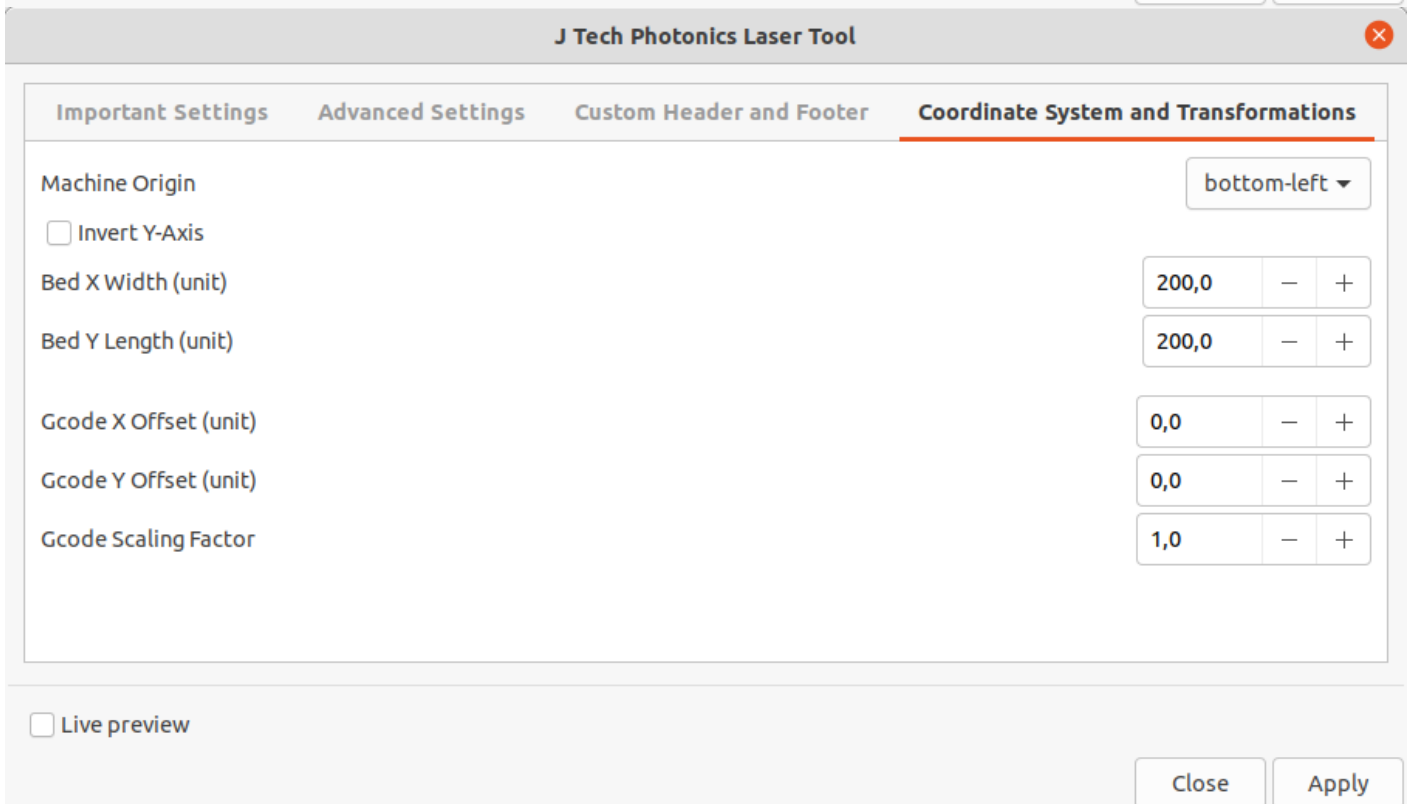 J Tech Photonics Laser Tool
Important Settings Advanced Settings Custom Header and Footer Coordinate System and Transformations
Machine Origin bottom-left
Invert Y-Axis
Bed X Width (unit) 200,0
Bed Y Length (unit) 200,0
Gcode X Offset (unit) 0,0
Gcode Y Offset (unit) 0,0
Gcode Scaling Factor 1,0
Live preview
Close Apply